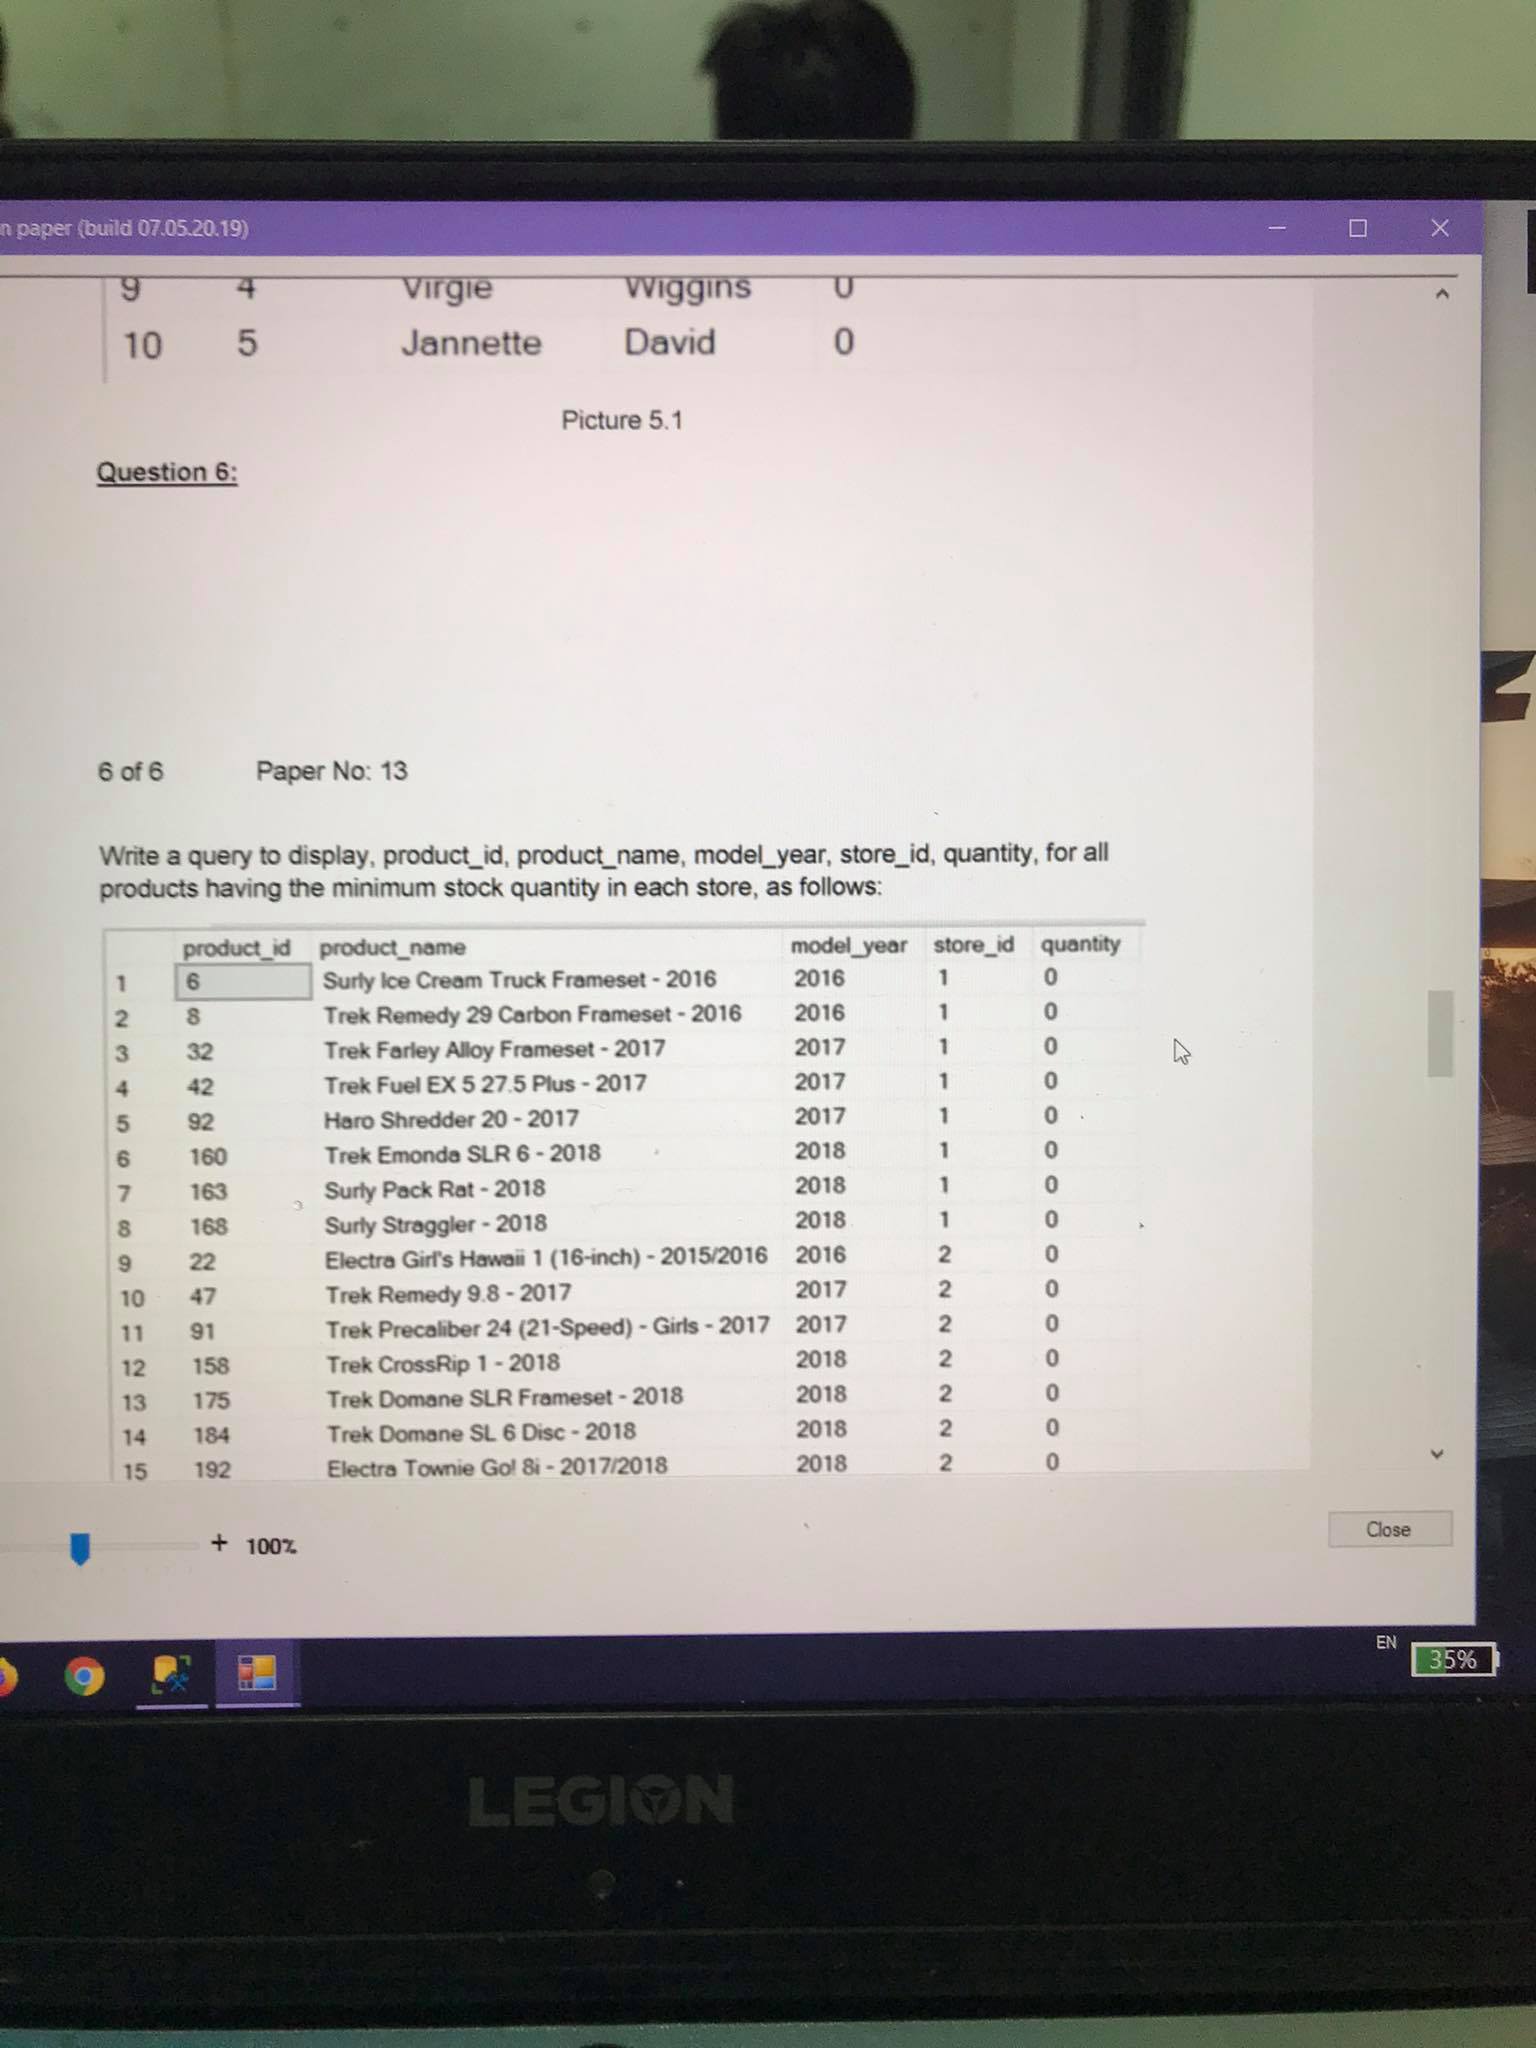 n paper (build 07.05.20.19)
9 4 Virgie Wiggins 0
10 5 Jannette David 0
Picture 5.1
Question 6:
6 of 6 Paper No: 13
Write a query to display, product_id, product_name, model_year, store_id, quantity, for all
products having the minimum stock quantity in each store, as follows:
product_id product_name model_year store_id quantity
1 6 Surly Ice Cream Truck Frameset - 2016 2016 1 0
2 8 Trek Remedy 29 Carbon Frameset - 2016 2016 1 0
3 32 Trek Farley Alloy Frameset - 2017 2017 1 0
4 42 Trek Fuel EX 5 27.5 Plus - 2017 2017 1 0
5 92 Haro Shredder 20 - 2017 2017 1 0
6 160 Trek Emonda SLR 6 - 2018 2018 1 0
7 163 Surly Pack Rat - 2018 2018 1 0
8 168 Surly Straggler - 2018 2018 1 0
9 22 Electra Girl's Hawaii 1 (16-inch) - 2015/2016 2016 2 0
10 47 Trek Remedy 9.8 - 2017 2017 2 0
11 91 Trek Precaliber 24 (21-Speed) - Girls - 2017 2017 2 0
12 158 Trek CrossRip 1 - 2018 2018 2 0
13 175 Trek Domane SLR Frameset - 2018 2018 2 0
14 184 Trek Domane SL 6 Disc - 2018 2018 2 0
15 192 Electra Townie Go! 8i - 2017/2018 2018 2 0
Close
+ 100%
EN
35%
LEGION